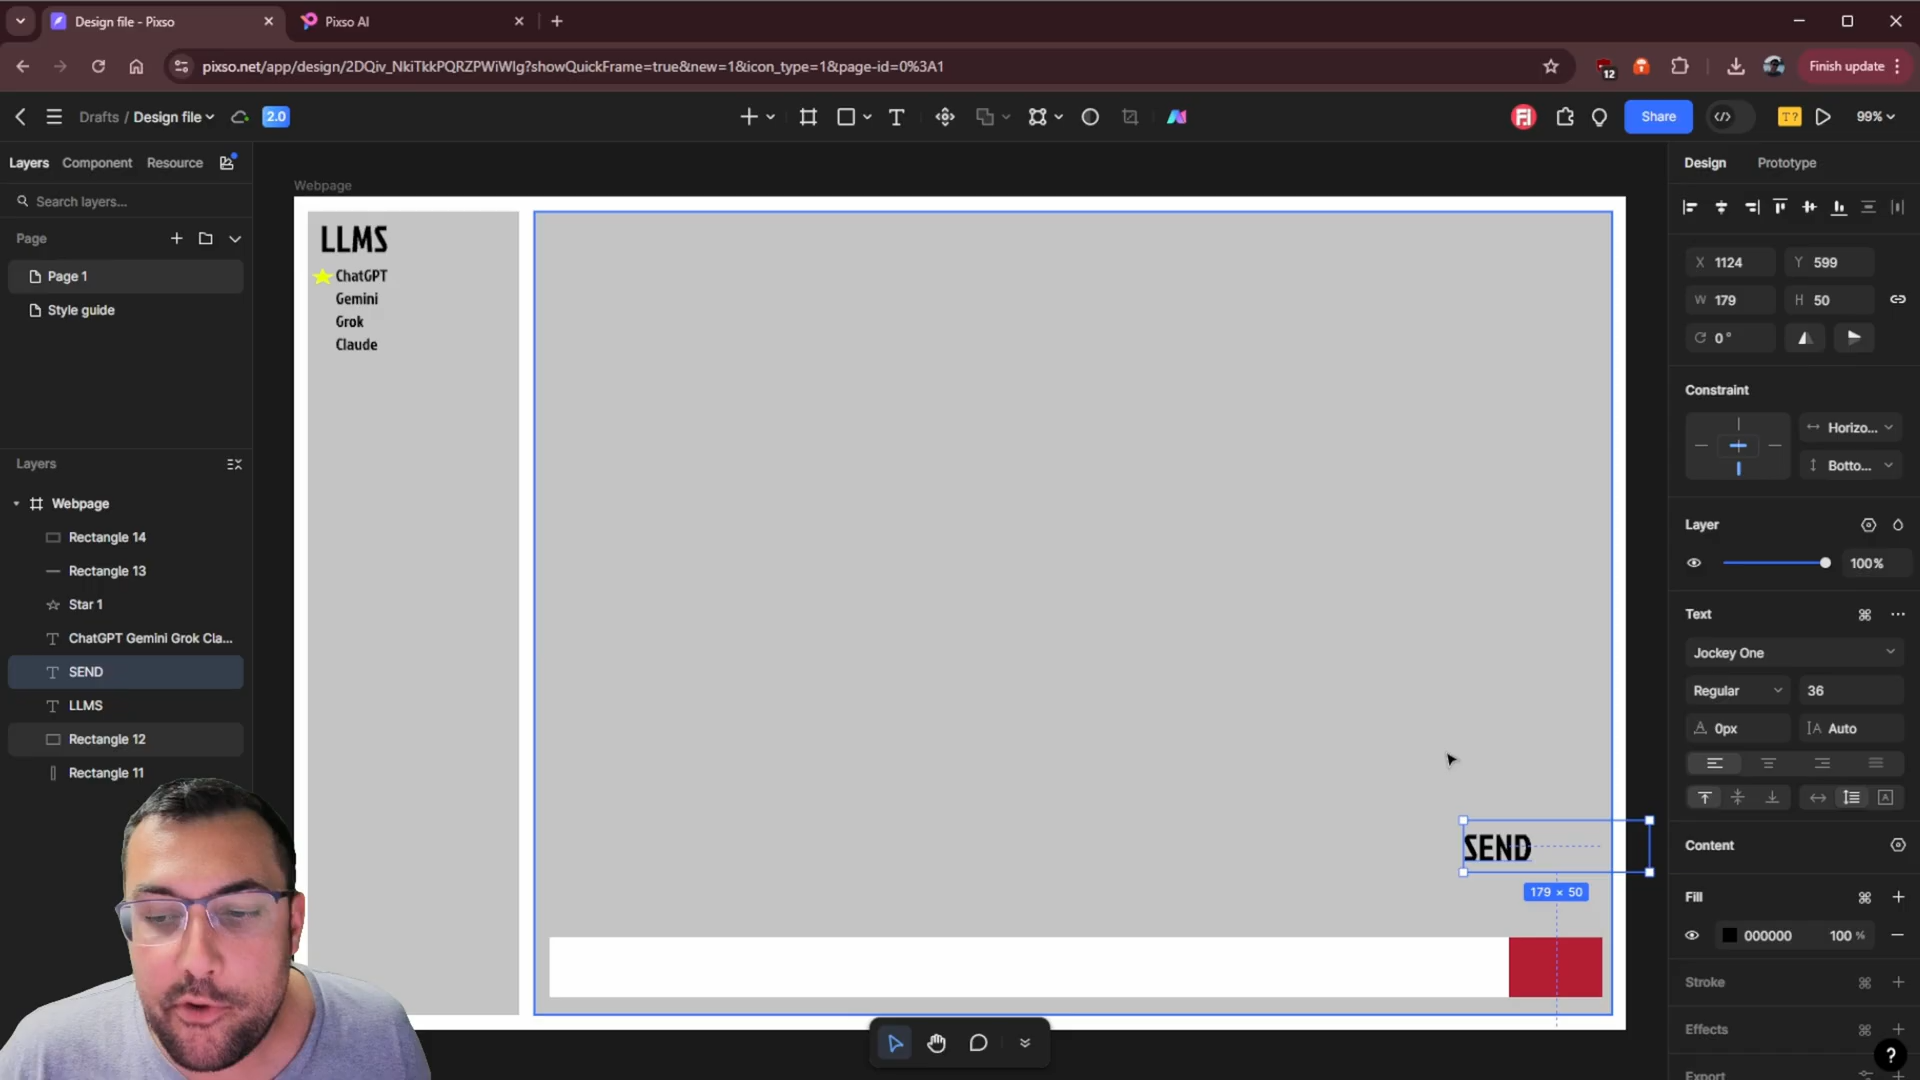 Design file - Pixso
Pixso AI
pixso.net/app/design/2DQiv_NkiTkkPQRZPWiWlg?showQuickFrame=true&new=1&icon_type=1&page-id=0%3A1
12
Finish update
Drafts / Design file
2.0
T?
Share
99%
Layers
Component
Resource
Search layers...
Page
Page 1
Style guide
Layers
Webpage
Rectangle 14
Rectangle 13
Star 1
ChatGPT Gemini Grok Cla...
SEND
LLMS
Rectangle 12
Rectangle 11
Webpage
LLMS
ChatGPT
Gemini
Grok
Claude
SEND
179 × 50
Design
Prototype
X 1124
Y 599
W 179
H 50
0°
Constraint
Horizo...
Botto...
Layer
100%
Text
Jockey One
Regular
36
0px
Auto
Content
Fill
000000
100 %
Stroke
Effects
Export
?